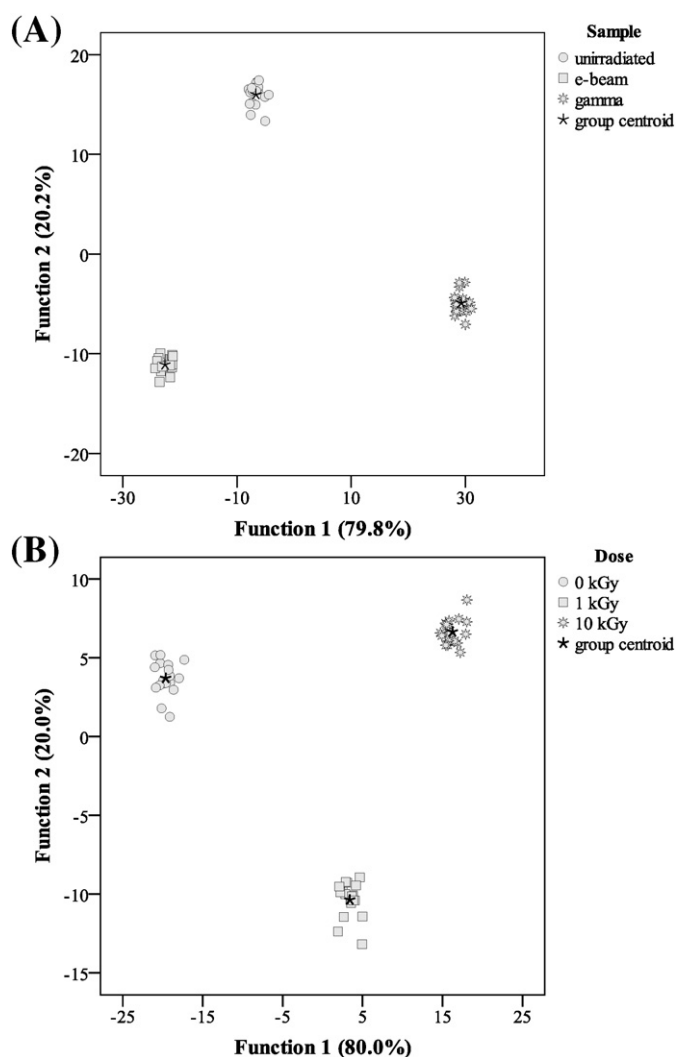 (A)
Sample
unirradiated
e-beam
gamma
group centroid
20
10
0
-10
-20
Function 2 (20.2%)
-30
-10
10
30
Function 1 (79.8%)
(B)
Dose
0 kGy
1 kGy
10 kGy
group centroid
10
5
0
-5
-10
-15
Function 2 (20.0%)
-25
-15
-5
5
15
25
Function 1 (80.0%)